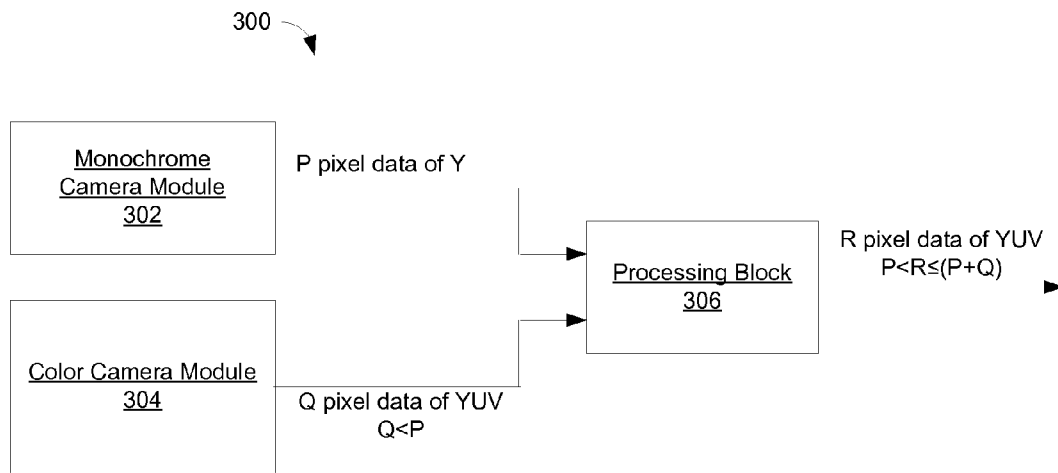 300
Monochrome
Camera Module
302
P pixel data of Y
Color Camera Module
304
Q pixel data of YUV
Q<P
Processing Block
306
R pixel data of YUV
P<R≤(P+Q)